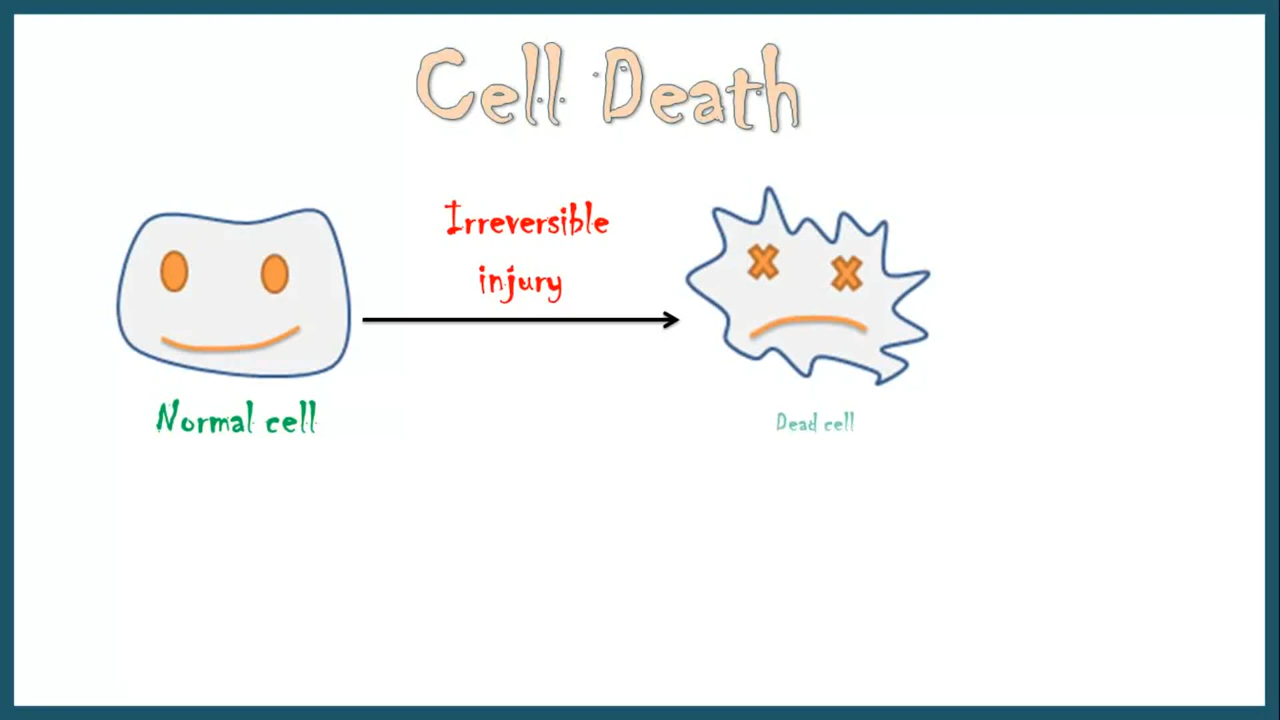 Cell Death
Irreversible
injury
Normal cell
Dead cell